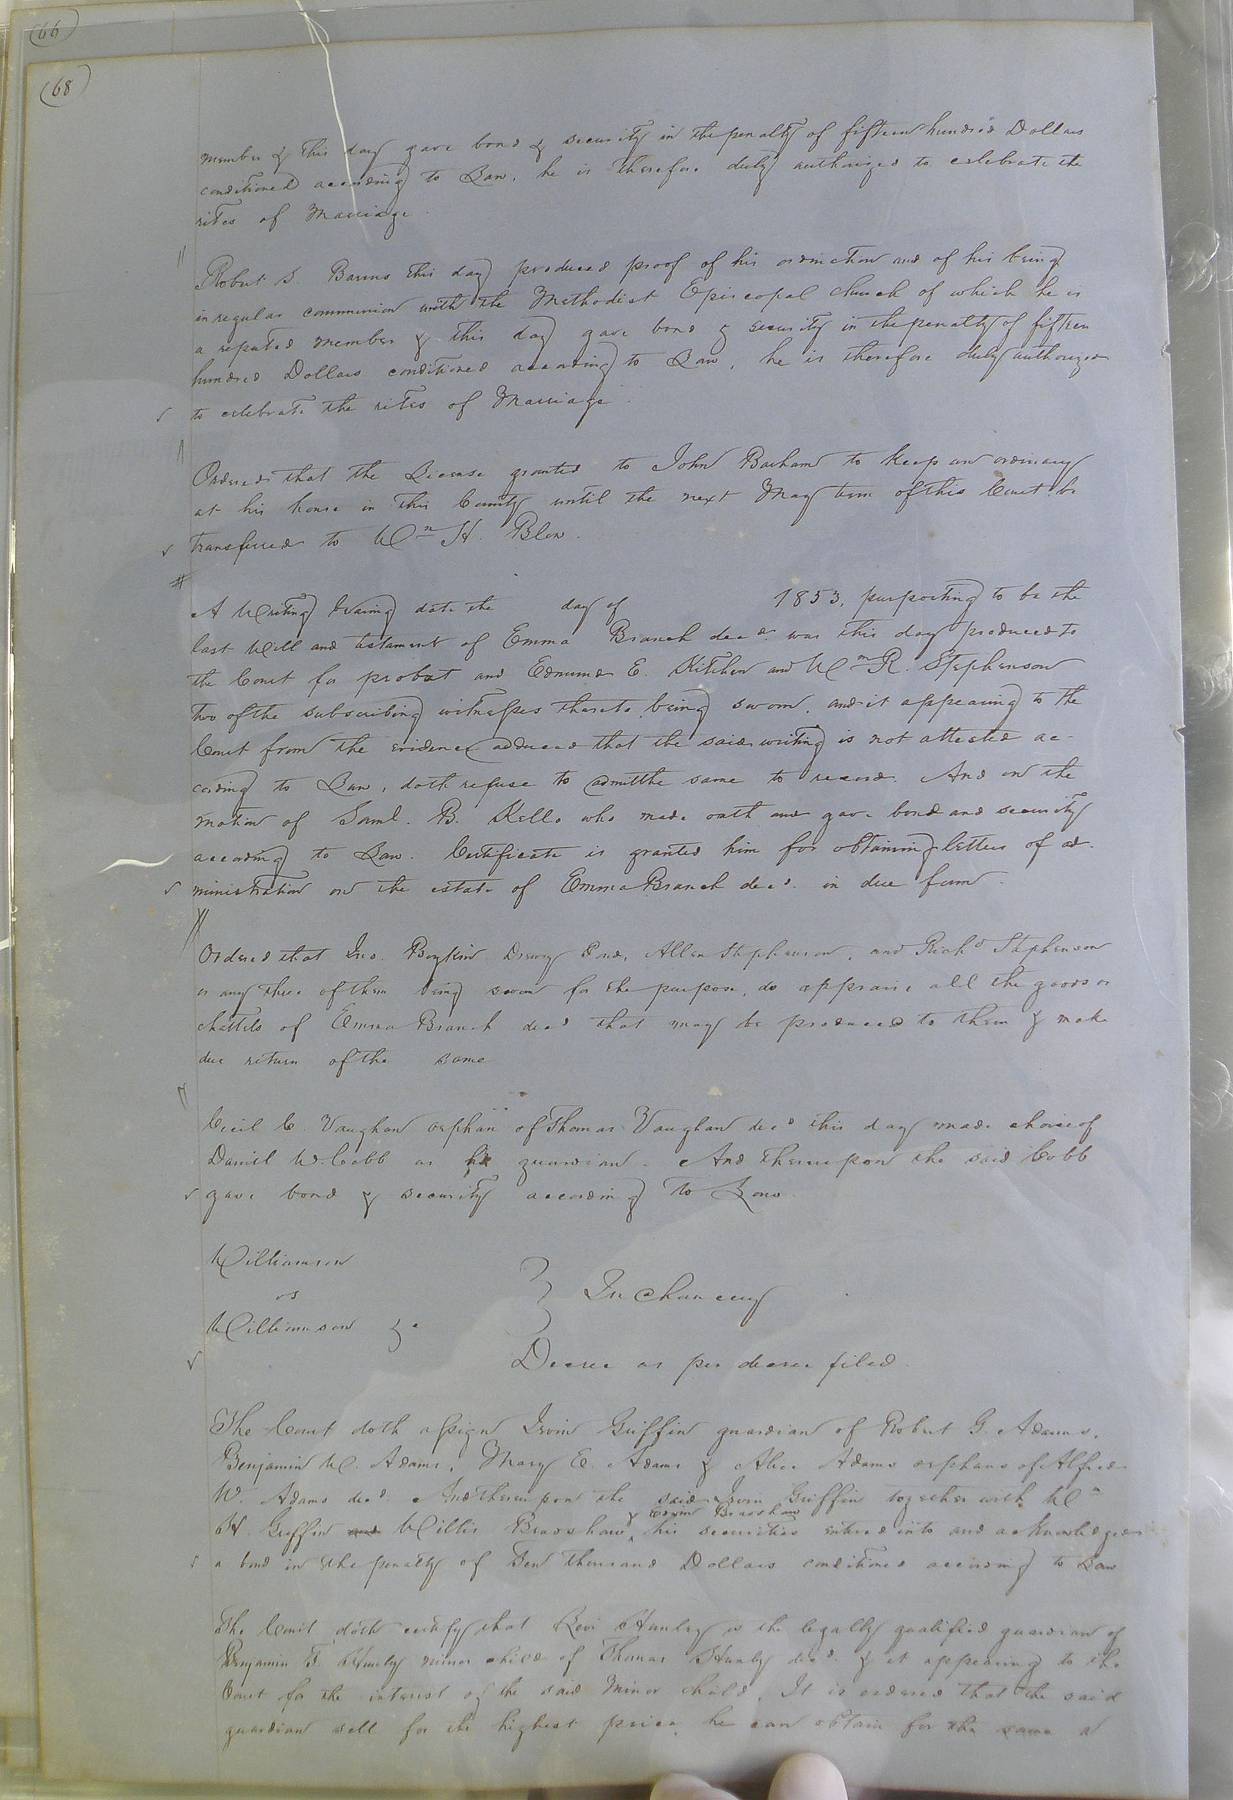 (66)
(68)
member & this day gave bond & security in the penalty of fifteen hundred Dollars
conditioned according to Law, he is therefore duly authorized to celebrate the
rites of Marriage.
Robert S. Barns this day produced proof of his ordination and of his being
in regular communion with the Methodist Episcopal church of which he is
a reputed member & this day gave bond & security in the penalty of fifteen
hundred Dollars conditioned according to Law, he is therefore duly authorized
to celebrate the rites of Marriage.
Ordered that the License granted to John Barham to keep an ordinary
at his house in this County until the next May term of this Court be
transferred to Wm H. Blow.
A Writing bearing date the day of 1853, purporting to be the
last Will and testament of Emma Branch decd. was this day produced to
the Court for probat and Edmund E. Kitchen and Wm R. Stephenson
two of the subscribing witnesses thereto being sworn, and it appearing to the
Court from the evidence adduced that the said writing is not attested ac-
cording to Law, doth refuse to admit the same to record. And on the
motion of Saml. B. Kello who made oath and gave bond and security
according to Law. Certificate is granted him for obtaining letters of ad-
ministration on the estate of Emma Branch decd. in due form.
Ordered that Jno. Boykin Drewry Allen Stephenson, and Richd Stephenson
or any three of them being sworn for the purpose, do appraise all the goods or
chattels of Emma Branch decd that may be produced to them & make
due return of the same
Cecil C. Vaughan orphan of Thomas Vaughan decd this day made choice of
Daniel W. Cobb as his guardian. And thereupon the said Cobb
gave bond & security according to Law.
Williamson
vs } In chancery
Williamson &c
Decree as per decree filed.
The Court doth assign Irvin Griffin guardian of Robert G. Adams,
Benjamin W. Adams, Mary E. Adams & Alice Adams orphans of Alfred
W. Adams decd. And thereupon the said Irvin Griffin together with Wm
& Edwin Bradshaw
H. Griffin and Willis Bradshaw, his securities entered into and acknowledged
a bond in the penalty of Ten thousand Dollars conditioned according to Law
The Court doth certify that Levi is the legally qualified guardian of
Benjamin F. minor child of Thomas decd. & it appearing to the
Court for the interest of the said Minor child, It is ordered that the said
guardian sell for the highest price he can obtain for the same a